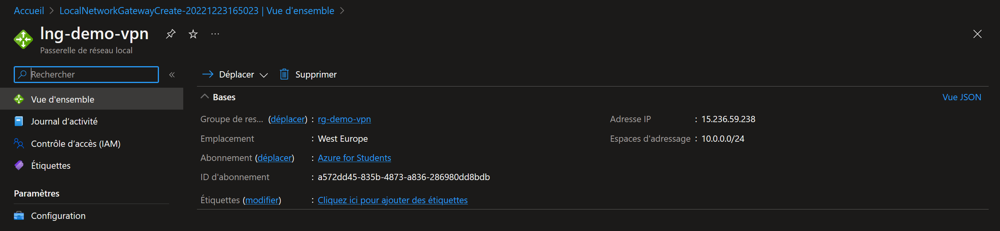 Accueil > LocalNetworkGatewayCreate-20221223165023 | Vue d'ensemble >
lng-demo-vpn
Passerelle de réseau local
Rechercher
Déplacer
Supprimer
Vue d'ensemble
Journal d’activité
Contrôle d’accès (IAM)
Étiquettes
Paramètres
Configuration
Bases
Vue JSON
Groupe de res... (déplacer) : rg-demo-vpn
Emplacement : West Europe
Abonnement (déplacer) : Azure for Students
ID d'abonnement : a572dd45-835b-4873-a836-286980dd8bdb
Étiquettes (modifier) : Cliquez ici pour ajouter des étiquettes
Adresse IP : 15.236.59.238
Espaces d'adressage : 10.0.0.0/24